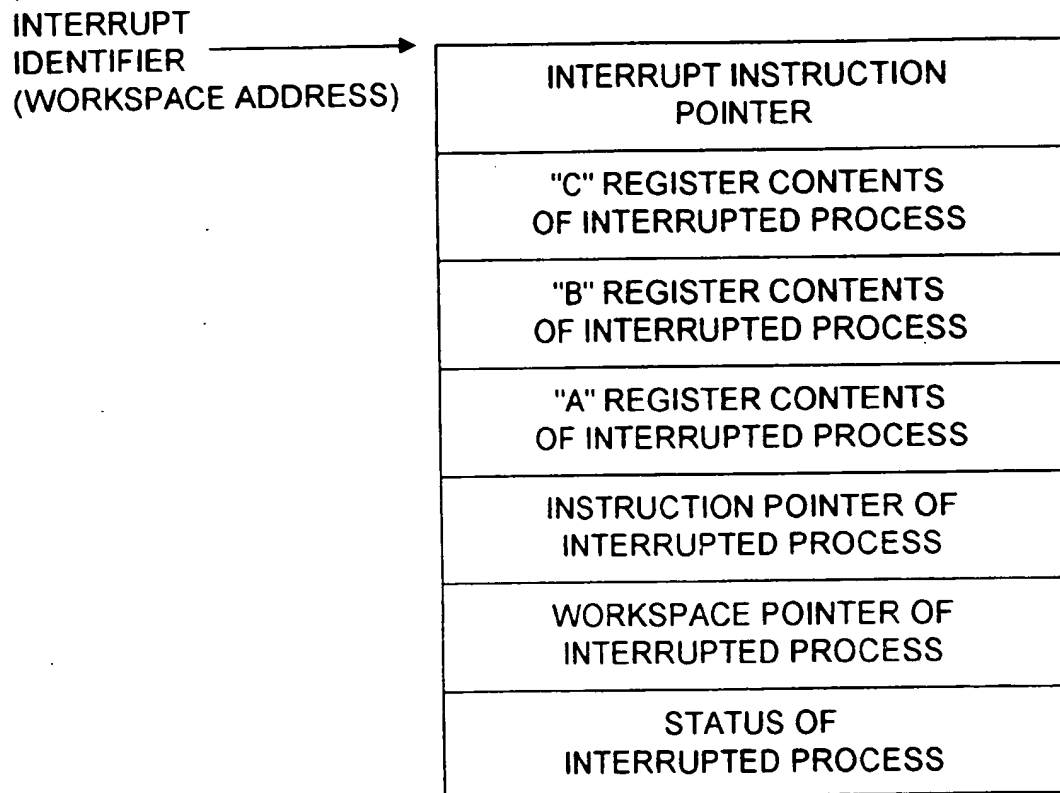 INTERRUPT
IDENTIFIER
(WORKSPACE ADDRESS)
INTERRUPT INSTRUCTION
POINTER
"C" REGISTER CONTENTS
OF INTERRUPTED PROCESS
"B" REGISTER CONTENTS
OF INTERRUPTED PROCESS
"A" REGISTER CONTENTS
OF INTERRUPTED PROCESS
INSTRUCTION POINTER OF
INTERRUPTED PROCESS
WORKSPACE POINTER OF
INTERRUPTED PROCESS
STATUS OF
INTERRUPTED PROCESS